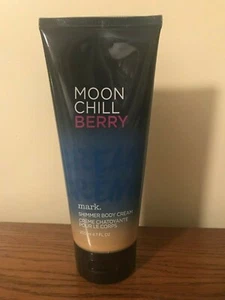 MOON
CHILL
BERRY
mark.
SHIMMER BODY CREAM
CRÈME CHATOYANTE
POUR LE CORPS